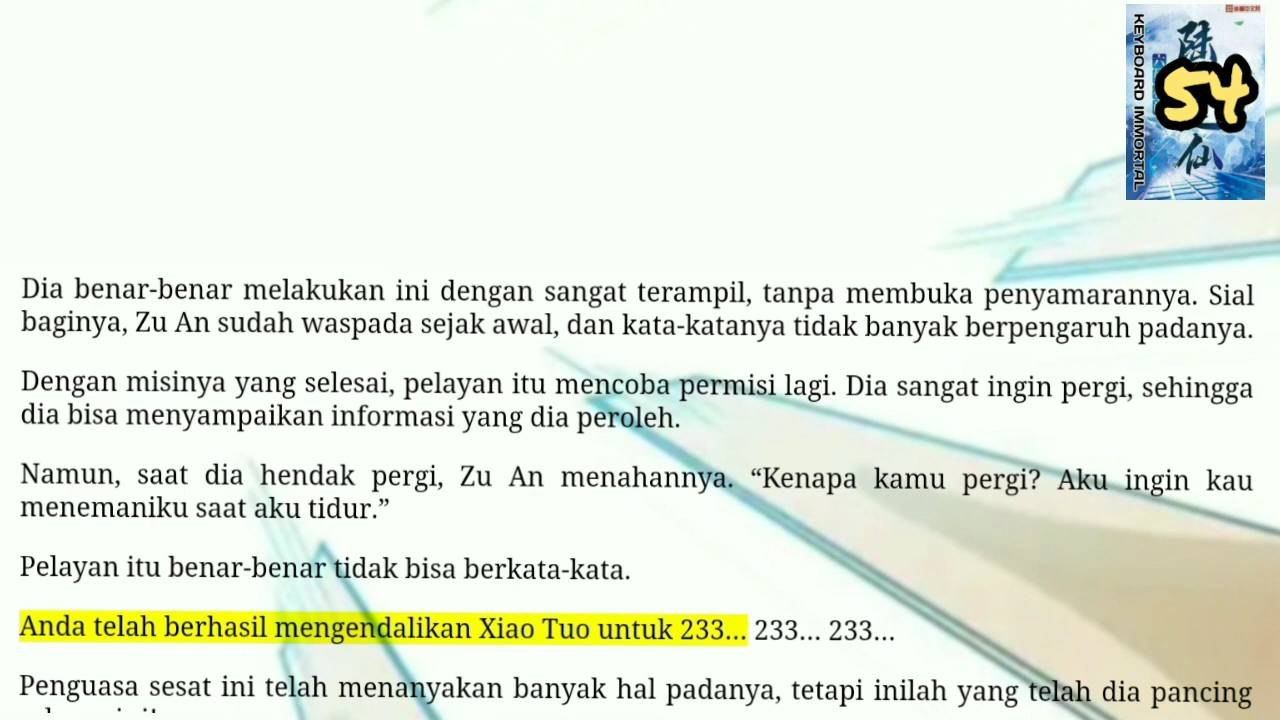 KEYBOARD IMMORTAL
54
仙
Dia benar-benar melakukan ini dengan sangat terampil, tanpa membuka penyamarannya. Sial
baginya, Zu An sudah waspada sejak awal, dan kata-katanya tidak banyak berpengaruh padanya.
Dengan misinya yang selesai, pelayan itu mencoba permisi lagi. Dia sangat ingin pergi, sehingga
dia bisa menyampaikan informasi yang dia peroleh.
Namun, saat dia hendak pergi, Zu An menahannya. “Kenapa kamu pergi? Aku ingin kau
menemaniku saat aku tidur.”
Pelayan itu benar-benar tidak bisa berkata-kata.
Anda telah berhasil mengendalikan Xiao Tuo untuk 233… 233… 233…
Penguasa sesat ini telah menanyakan banyak hal padanya, tetapi inilah yang telah dia pancing